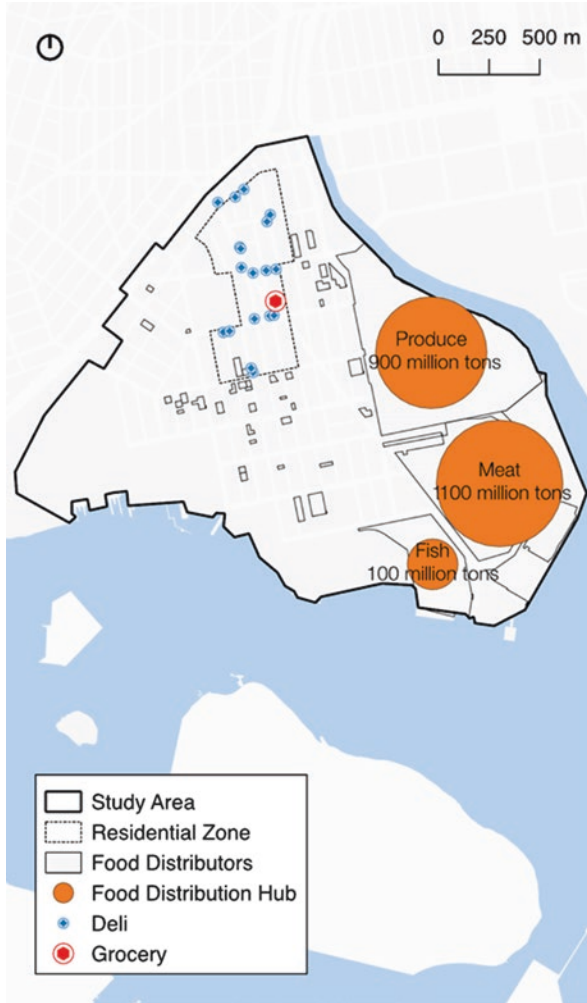 0 250 500 m
Produce
900 million tons
Meat
1100 million tons
Fish
100 million tons
Study Area
Residential Zone
Food Distributors
Food Distribution Hub
Deli
Grocery